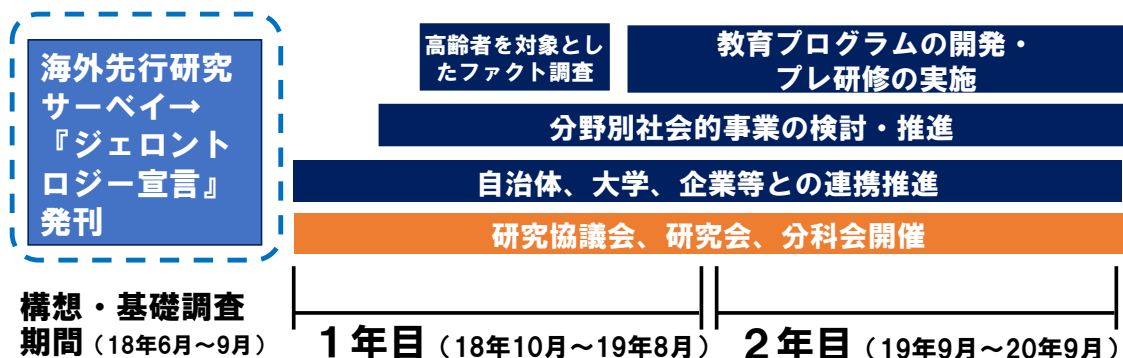 海外先行研究
サーベイ→
『ジェロント
ロジー宣言』
発刊
高齢者を対象とし
たファクト調査
教育プログラムの開発・
プレ研修の実施
分野別社会的事業の検討・推進
自治体、大学、企業等との連携推進
研究協議会、研究会、分科会開催
構想・基礎調査
期間（18年6月～9月）
１年目（18年10月～19年8月）
２年目（19年9月～20年9月）